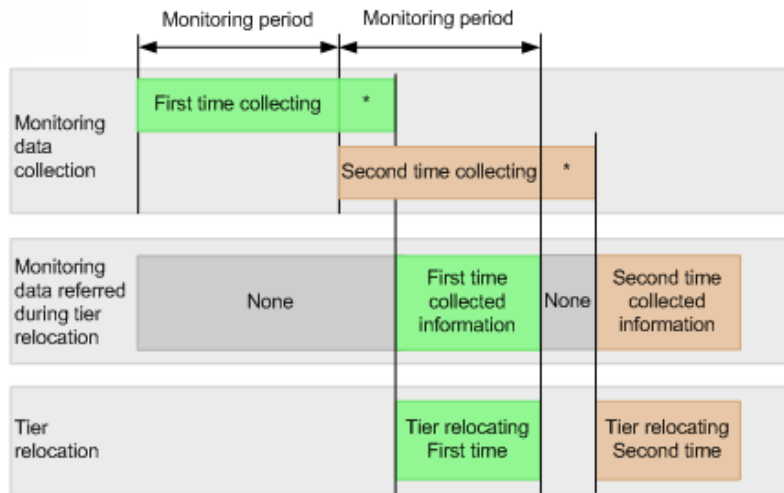 Monitoring period
Monitoring period
Monitoring
data
collection
First time collecting
*
Second time collecting
*
Monitoring
data referred
during tier
relocation
None
First time
collected
information
None
Second time
collected
information
Tier
relocation
Tier relocating
First time
Tier relocating
Second time